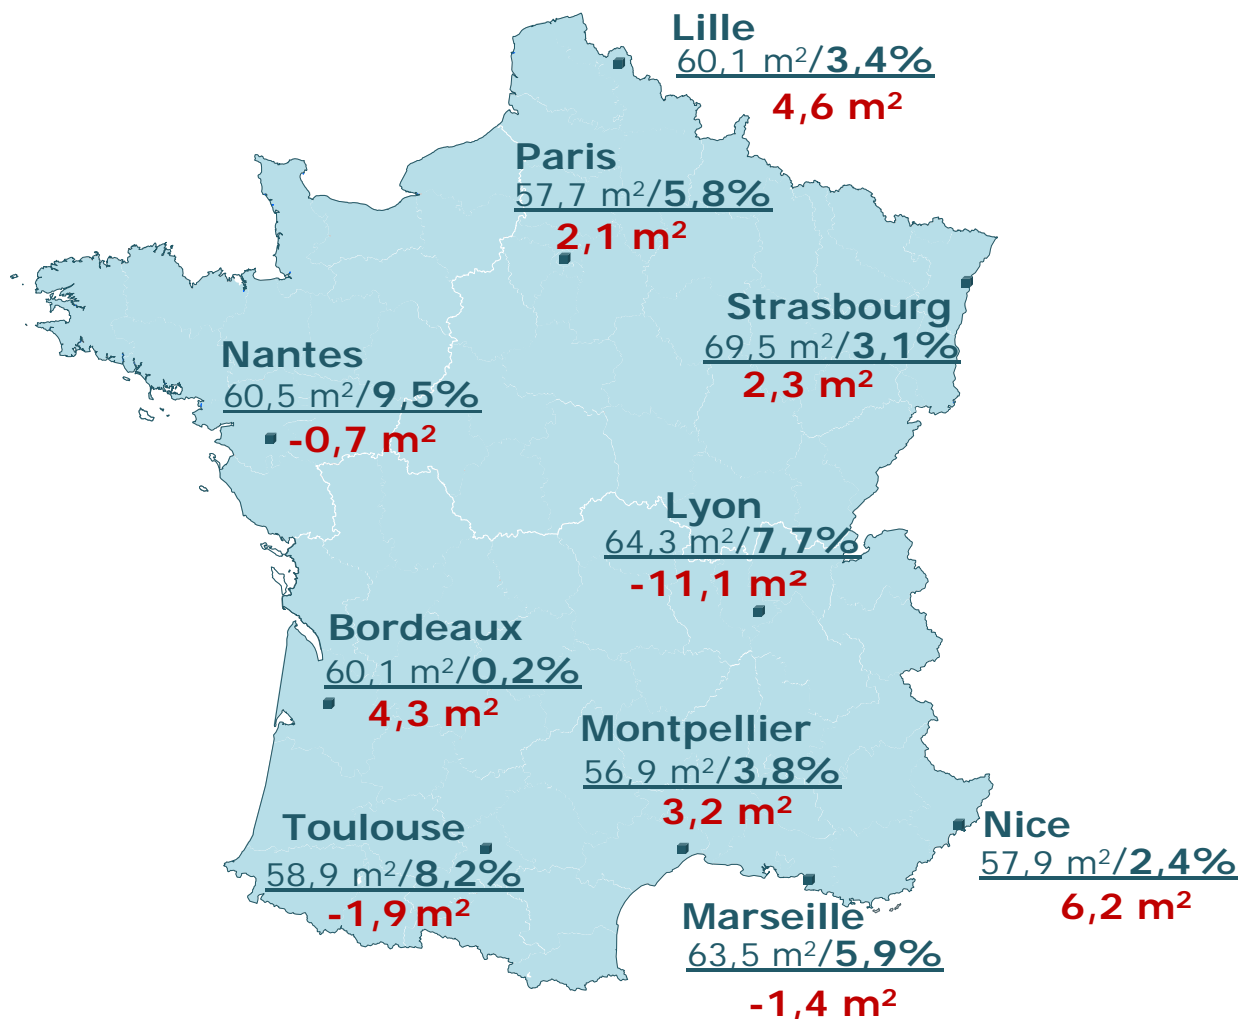 Lille
60,1 m²/3,4%
4,6 m²
Paris
57,7 m²/5,8%
2,1 m²
Strasbourg
69,5 m²/3,1%
2,3 m²
Nantes
60,5 m²/9,5%
-0,7 m²
Lyon
64,3 m²/7,7%
-11,1 m²
Bordeaux
60,1 m²/0,2%
4,3 m²
Montpellier
56,9 m²/3,8%
3,2 m²
Toulouse
58,9 m²/8,2%
-1,9 m²
Nice
57,9 m²/2,4%
6,2 m²
Marseille
63,5 m²/5,9%
-1,4 m²